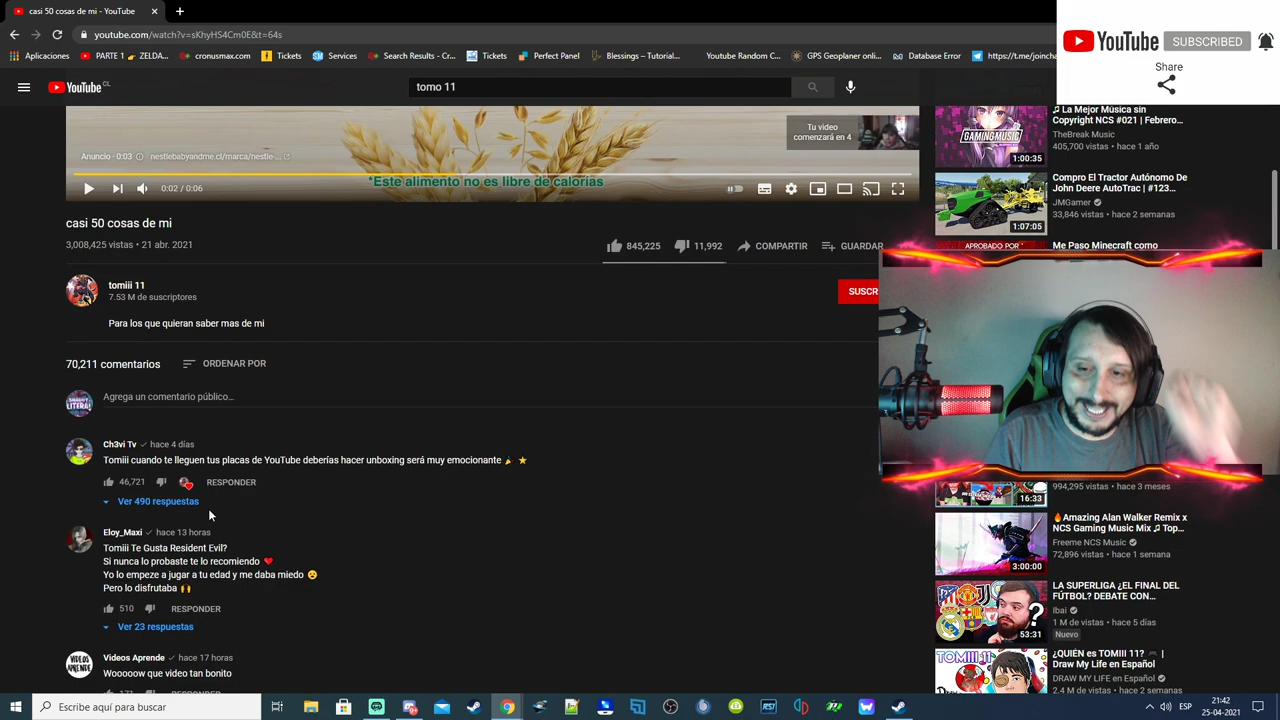 casi 50 cosas de mi - YouTube
youtube.com/watch?v=sKhyHS4Cm0E&t=64s
Aplicaciones
PARTE 1 👉 ZELDA...
cronusmax.com
Tickets
Services
Search Results - Cr...
Tickets
Perfect Panel
Blessings – Tutorial...
Youtube Random C...
GS Geoplaner onli...
Database Error
https://t.me/joincha
YouTube
SUBSCRIBED
Share
YouTube CL
tomo 11
Tu video
comenzará en 4
Anuncio · 0:03
nestlebabyandme.cl/marca/nestle-...
*Este alimento no es libre de calorías
0:02 / 0:06
casi 50 cosas de mi
3,008,425 vistas • 21 abr. 2021
845,225
11,992
COMPARTIR
GUARDAR
tomiii 11
7.53 M de suscriptores
SUSCR
Para los que quieran saber mas de mi
70,211 comentarios
ORDENAR POR
Agrega un comentario público...
Ch3vi Tv
hace 4 días
Tomiii cuando te lleguen tus placas de YouTube deberías hacer unboxing será muy emocionante 🎉 ⭐
46,721
RESPONDER
Ver 490 respuestas
Eloy_Maxi
hace 13 horas
Tomiii Te Gusta Resident Evil?
Si nunca lo probaste te lo recomiendo ❤️
Yo lo empeze a jugar a tu edad y me daba miedo 😮
Pero lo disfrutaba 🙌
510
RESPONDER
Ver 23 respuestas
VIDEOS
APRENDE
Videos Aprende
hace 17 horas
Wooooow que video tan bonito
171
RESPONDER
GAMING MUSIC
1:00:35
♫ La Mejor Música sin
Copyright NCS #021 | Febrero...
TheBreak Music
405,700 vistas • hace 1 año
1:07:05
Compro El Tractor Autónomo De
John Deere AutoTrac | #123...
JMGamer
33,846 vistas • hace 2 semanas
APROBADO POR
Me Paso Minecraft como
16:33
994,295 vistas • hace 3 meses
3:00:00
🔥Amazing Alan Walker Remix x
NCS Gaming Music Mix ♫ Top...
Freeme NCS Music
72,896 vistas • hace 1 semana
?
53:31
LA SUPERLIGA ¿EL FINAL DEL
FÚTBOL? DEBATE CON...
Ibai
1 M de vistas • hace 5 días
Nuevo
TOMIII 11
¿QUIÉN es TOMIII 11? 🎮 |
Draw My Life en Español
DRAW MY LIFE en Español
2.4 M de vistas • hace 2 semanas
Escribe aquí para buscar
ESP
21:42
25-04-2021